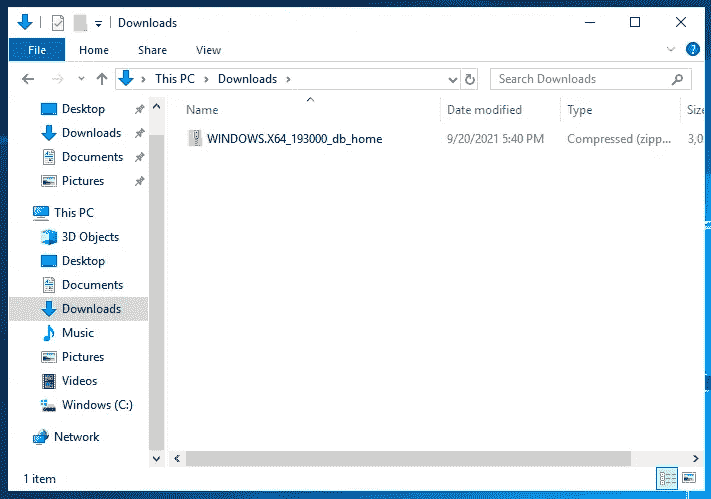 Downloads
File Home Share View
This PC Downloads Search Downloads
Name Date modified Type Size
WINDOWS.X64_193000_db_home 9/20/2021 5:40 PM Compressed (zipp... 3,0
Desktop
Downloads
Documents
Pictures
This PC
3D Objects
Desktop
Documents
Downloads
Music
Pictures
Videos
Windows (C:)
Network
1 item